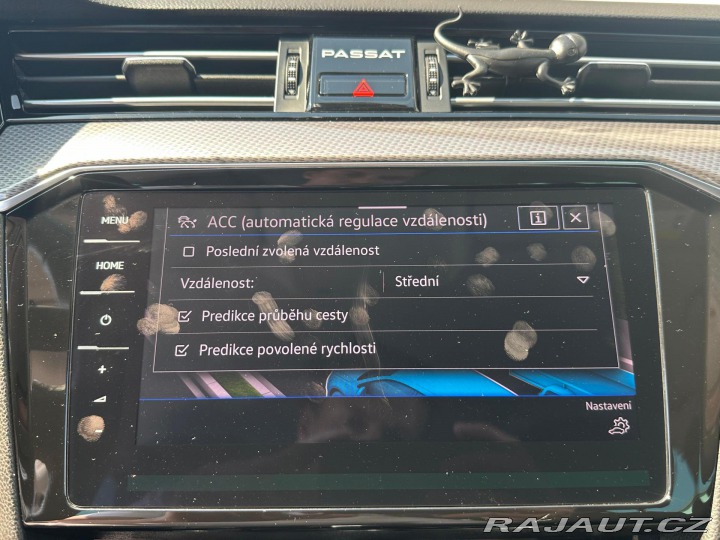 PASSAT
MENU
ACC (automatická regulace vzdálenosti)
Poslední zvolená vzdálenost
HOME
Vzdálenost:
Střední
Predikce průběhu cesty
Predikce povolené rychlosti
+
Nastavení
RAJAUT.CZ